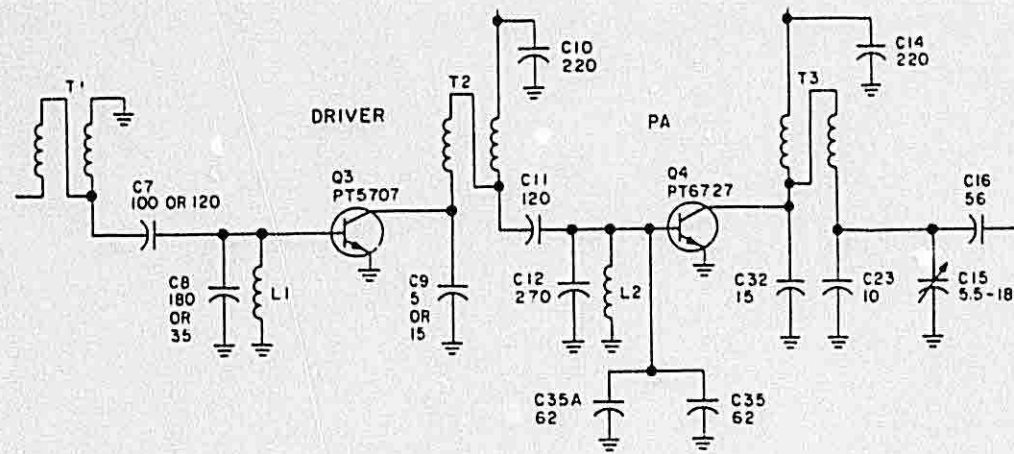 C10
220
C14
220
T1
T2
T3
DRIVER
PA
C7
100 OR 120
Q3
PT5707
C11
120
Q4
PT6727
C16
56
C8
180
OR
35
L1
C9
5
OR
15
C12
270
L2
C32
15
C23
10
C15
5.5-18
C35A
62
C35
62